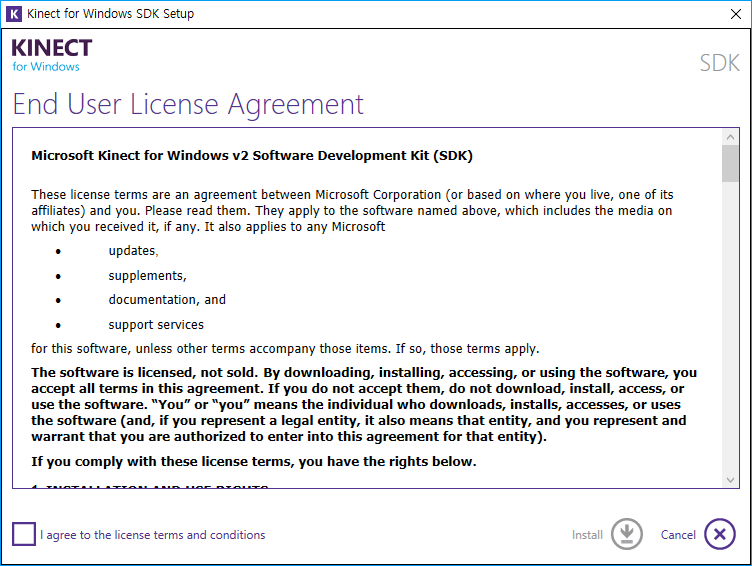 Kinect for Windows SDK Setup
KINECT
for Windows
SDK
End User License Agreement
Microsoft Kinect for Windows v2 Software Development Kit (SDK)
These license terms are an agreement between Microsoft Corporation (or based on where you live, one of its
affiliates) and you. Please read them. They apply to the software named above, which includes the media on
which you received it, if any. It also applies to any Microsoft
• updates,
• supplements,
• documentation, and
• support services
for this software, unless other terms accompany those items. If so, those terms apply.
The software is licensed, not sold. By downloading, installing, accessing, or using the software, you
accept all terms in this agreement. If you do not accept them, do not download, install, access, or
use the software. “You” or “you” means the individual who downloads, installs, accesses, or uses
the software (and, if you represent a legal entity, it also means that entity, and you represent and
warrant that you are authorized to enter into this agreement for that entity).
If you comply with these license terms, you have the rights below.
1. INSTALLATION AND USE RIGHTS
I agree to the license terms and conditions
Install
Cancel